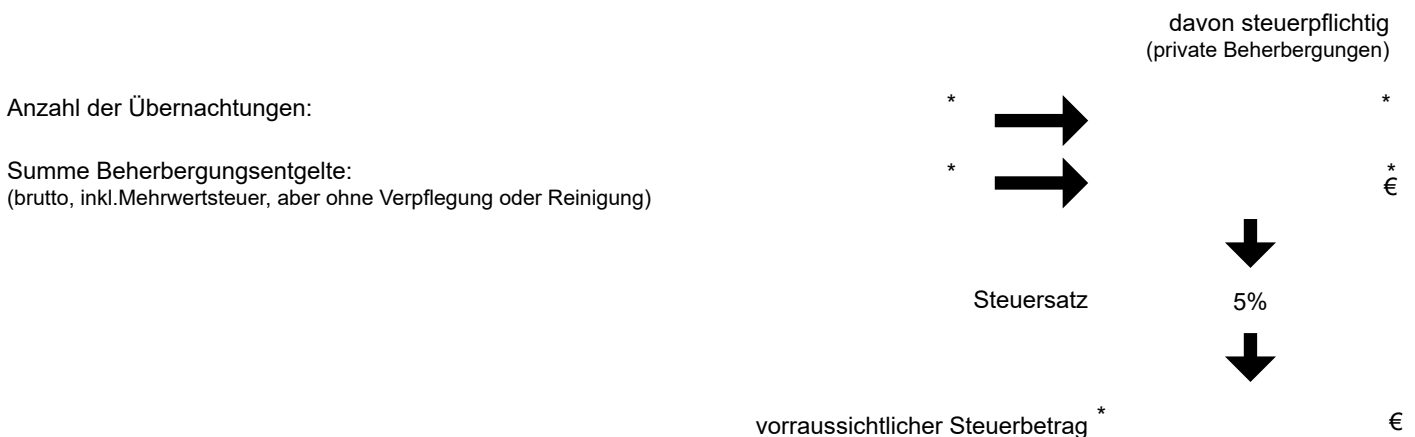 davon steuerpflichtig
(private Beherbergungen)
Anzahl der Übernachtungen: * *
Summe Beherbergungsentgelte: * *
(brutto, inkl.Mehrwertsteuer, aber ohne Verpflegung oder Reinigung) €
Steuersatz 5%
vorraussichtlicher Steuerbetrag * €